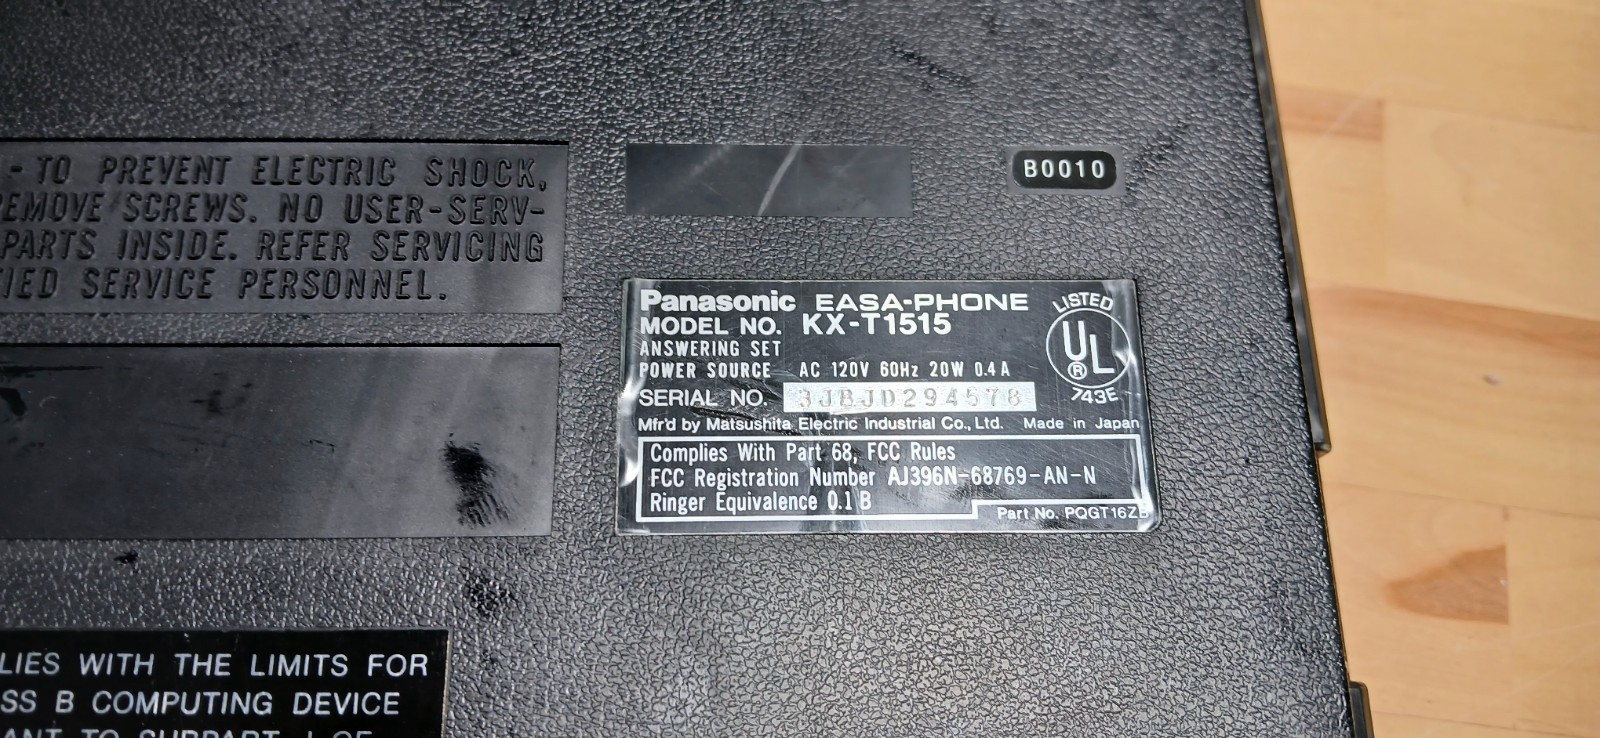 - TO PREVENT ELECTRIC SHOCK,
EMOVE SCREWS. NO USER-SERV-
PARTS INSIDE. REFER SERVICING
IED SERVICE PERSONNEL.
B0010
Panasonic EASA-PHONE
MODEL NO. KX-T1515
ANSWERING SET
POWER SOURCE AC 120V 60Hz 20W 0.4A
SERIAL NO. 3JBJD294578
Mfr'd by Matsushita Electric Industrial Co., Ltd. Made in Japan
Complies With Part 68, FCC Rules
FCC Registration Number AJ396N-68769-AN-N
Ringer Equivalence 0.1 B
Part No. PQGT16ZB
LISTED
UL
®
743E
LIES WITH THE LIMITS FOR
SS B COMPUTING DEVICE
ANT TO SUBPART J OF